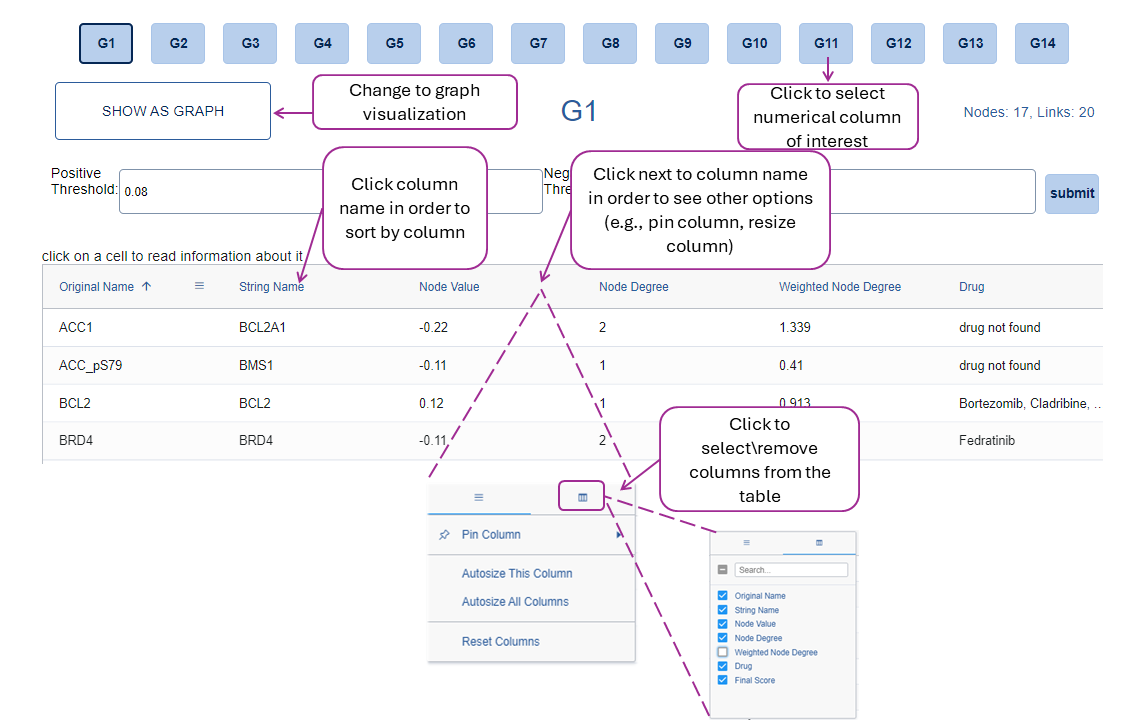 G1 G2 G3 G4 G5 G6 G7 G8 G9 G10 G11 G12 G13 G14
SHOW AS GRAPH
Change to graph
visualization
G1
Click to select
numerical column
of interest
Nodes: 17, Links: 20
Positive
Threshold:
0.08
Click column
name in order to
sort by column
Neg
Thre
Click next to column name
in order to see other options
(e.g., pin column, resize
column)
submit
click on a cell to read information about it
Original Name String Name Node Value Node Degree Weighted Node Degree Drug
ACC1 BCL2A1 -0.22 2 1.339 drug not found
ACC_pS79 BMS1 -0.11 1 0.41 drug not found
BCL2 BCL2 0.12 1 0.913 Bortezomib, Cladribine, ...
BRD4 BRD4 -0.11 2 Fedratinib
Click to
select\remove
columns from the
table
Pin Column
Autosize This Column
Autosize All Columns
Reset Columns
Search...
Original Name
String Name
Node Value
Node Degree
Weighted Node Degree
Drug
Final Score